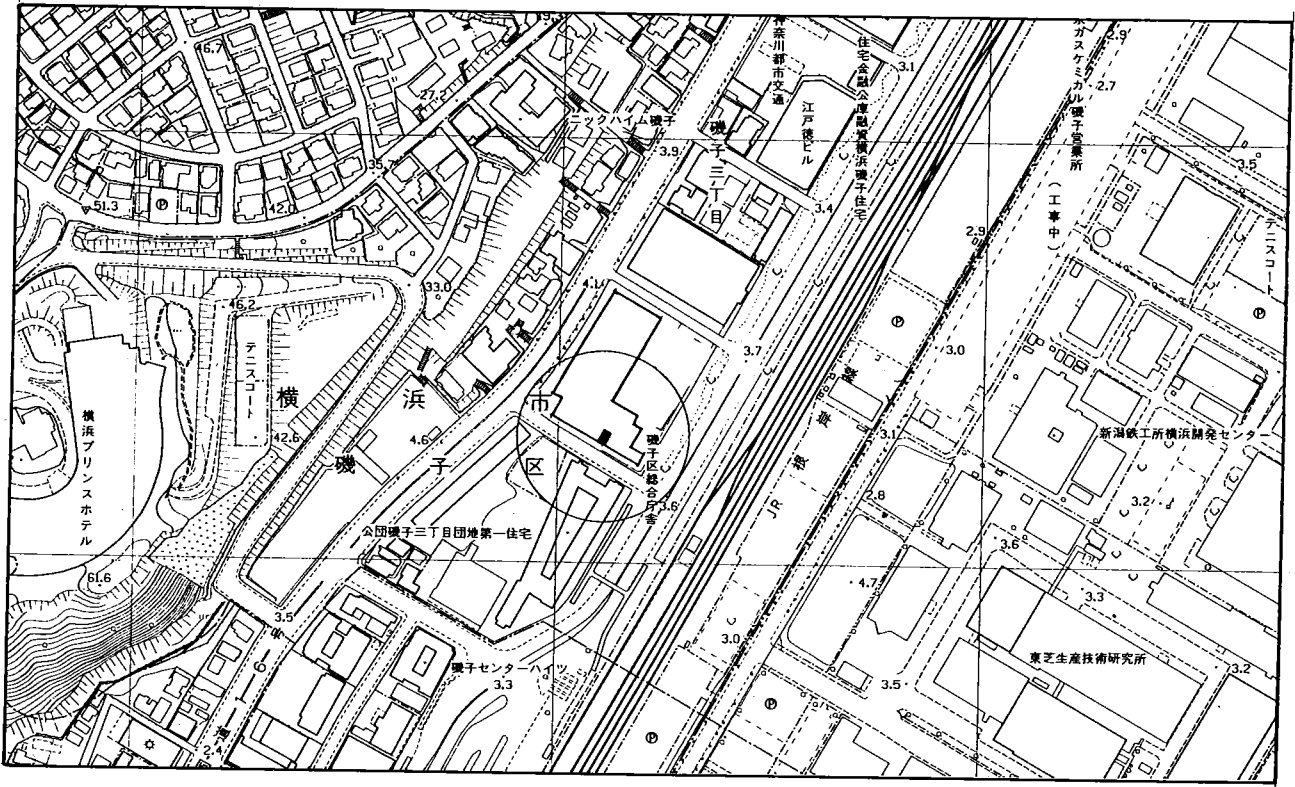 46.7
27.2
35.7
51.3
P
42.0
ニックハイム磯子
3.9
磯子三丁目
神奈川都市交通
江戸徳ビル
住宅金融公庫融資横浜磯子住宅
3.1
3.4
ガスケミカル磯子営業所
2.9
2.7
(工事中)
3.5
テニスコート
2.9
P
P
33.0
46.2
4.1
3.7
3.0
テニスコート
42.6
横浜市
磯子区
4.6
磯子区総合庁舎
3.6
JR根岸線
3.1
2.8
新潟鉄工所横浜開発センター
3.2
横浜プリンスホテル
61.6
公団磯子三丁目団地第一住宅
3.6
4.7
3.3
3.5
3.0
磯子センターハイツ
3.3
東芝生産技術研究所
3.2
3.5
P
P
2.4